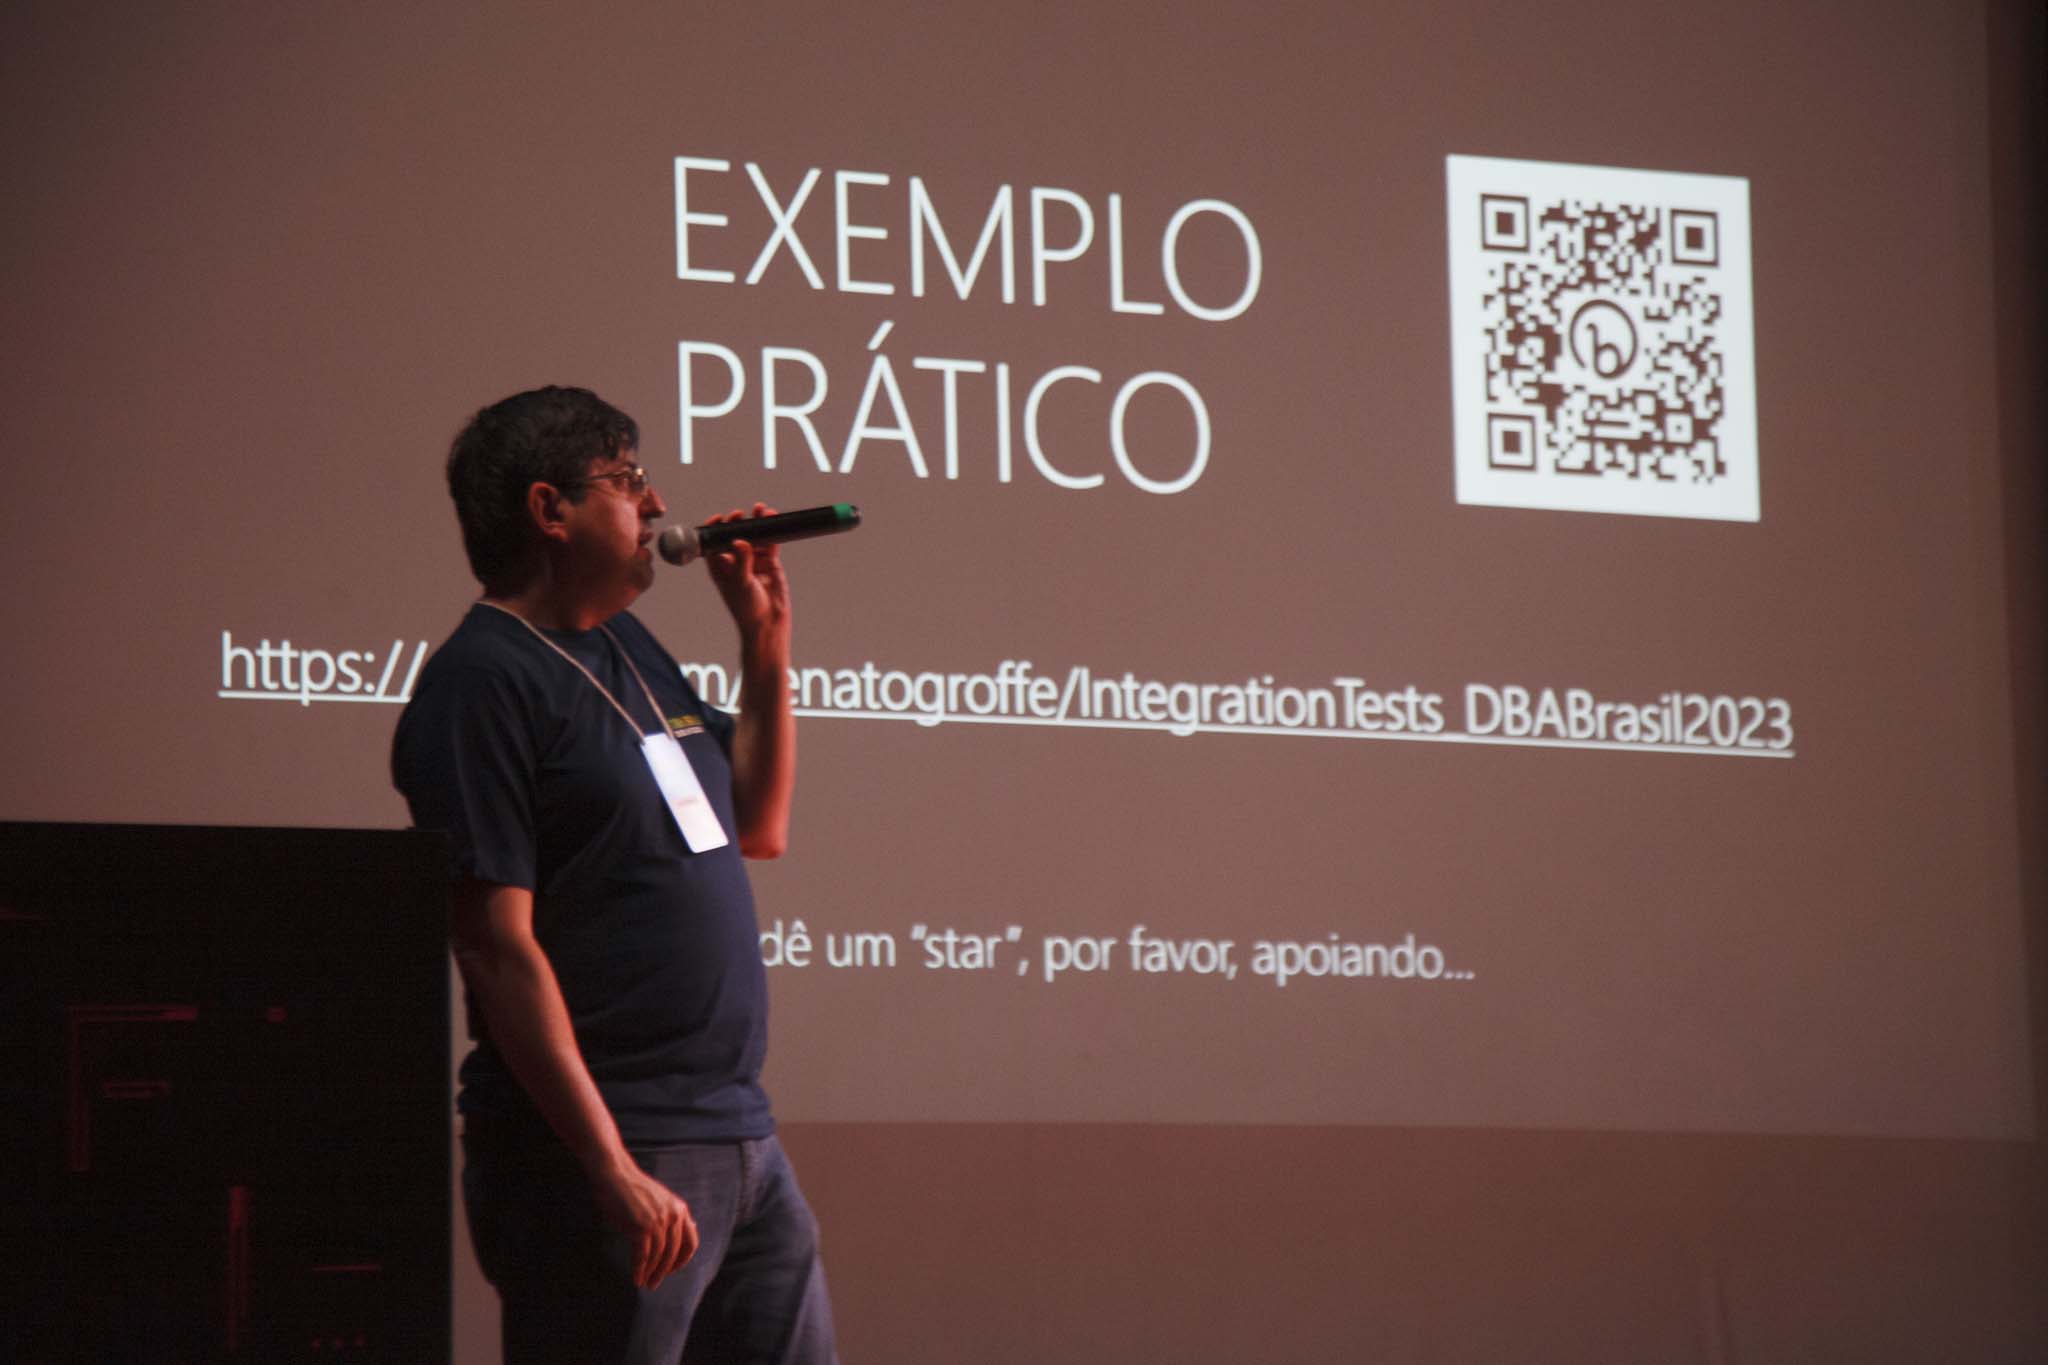 EXEMPLO
PRÁTICO
https:// m/ enatogroffe/IntegrationTests_DBABrasil2023
dê um “star”, por favor, apoiando...